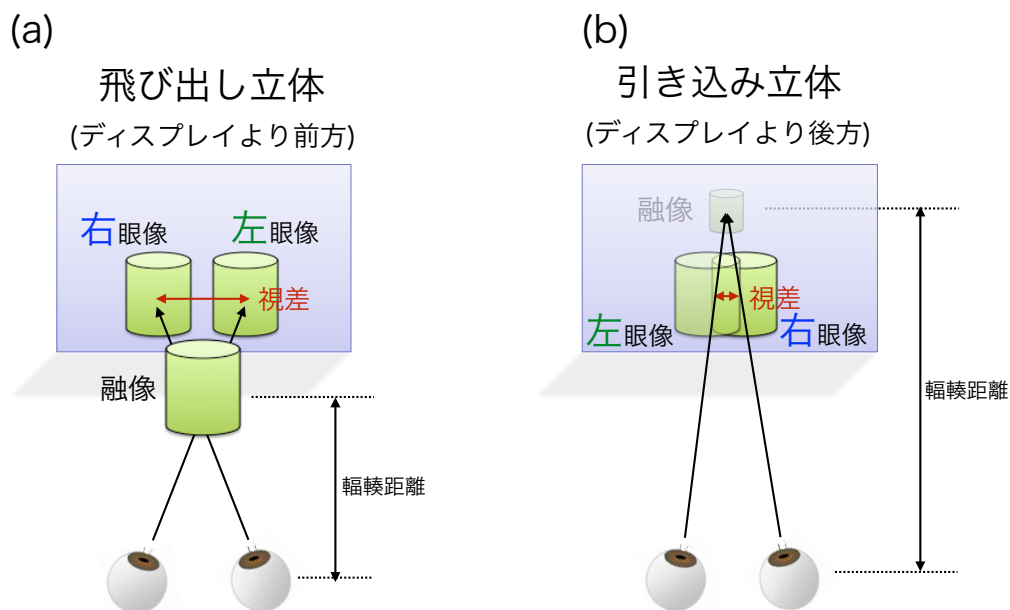 (a)
飛び出し立体
(ディスプレイより前方)
右眼像
左眼像
視差
融像
輻輳距離
(b)
引き込み立体
(ディスプレイより後方)
融像
視差
左眼像
右眼像
輻輳距離